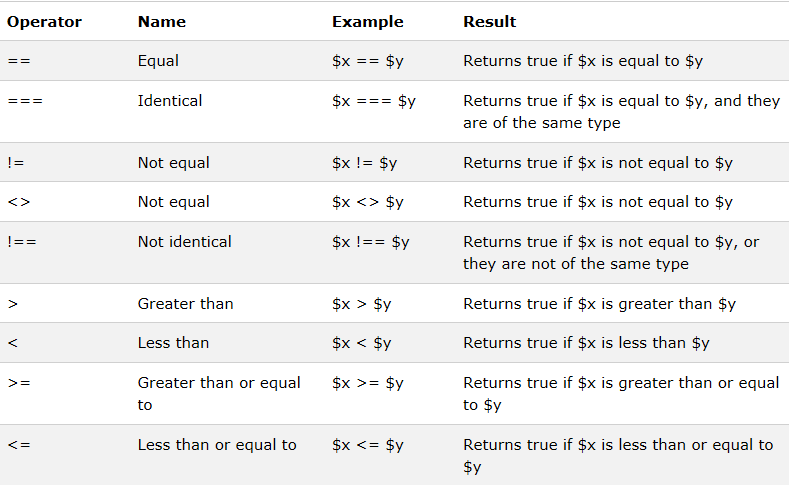 Operator Name Example Result
== Equal $x == $y Returns true if $x is equal to $y
=== Identical $x === $y Returns true if $x is equal to $y, and they
are of the same type
!= Not equal $x != $y Returns true if $x is not equal to $y
<> Not equal $x <> $y Returns true if $x is not equal to $y
!== Not identical $x !== $y Returns true if $x is not equal to $y, or
they are not of the same type
> Greater than $x > $y Returns true if $x is greater than $y
< Less than $x < $y Returns true if $x is less than $y
>= Greater than or equal $x >= $y Returns true if $x is greater than or equal
to to $y
<= Less than or equal to $x <= $y Returns true if $x is less than or equal to
$y